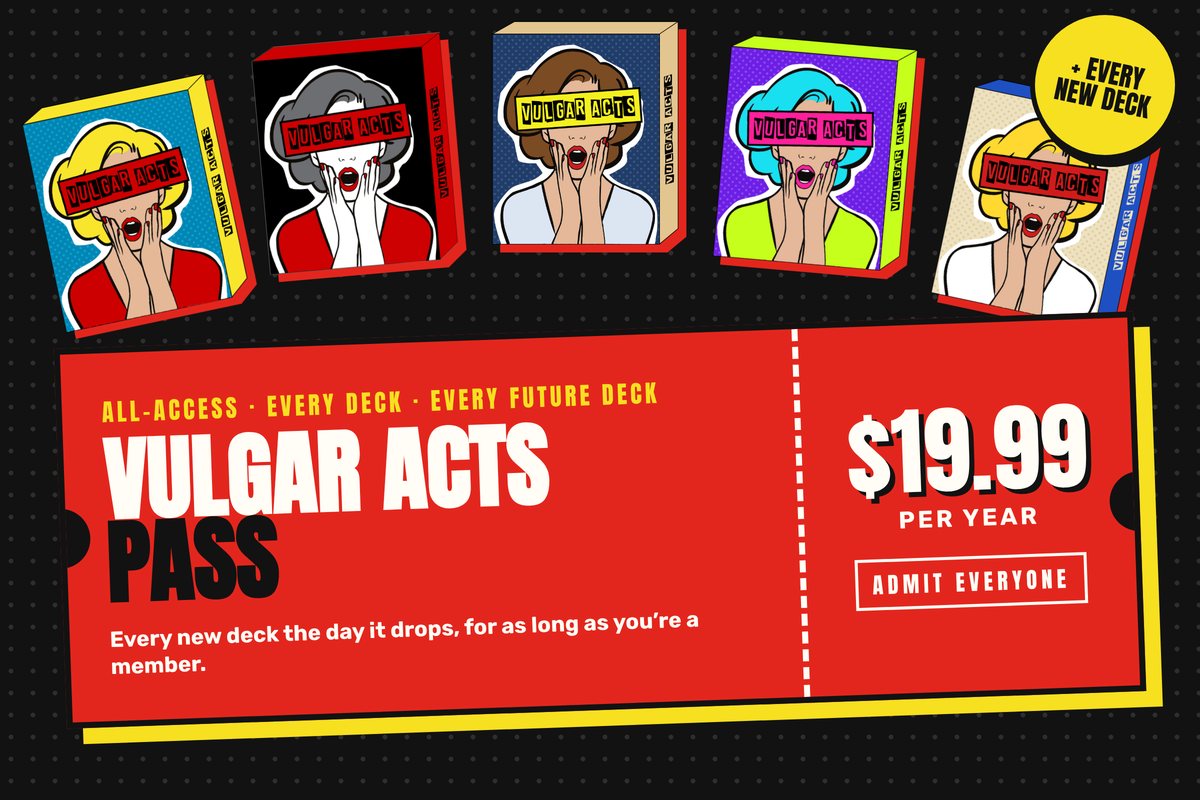 VULGAR ACTS
VULGAR ACTS
VULGAR ACTS
VULGAR ACTS
VULGAR ACTS
VULGAR ACTS
VULGAR ACTS
VULGAR ACTS
VULGAR ACTS
VULGAR ACTS
+ EVERY
NEW DECK
ALL-ACCESS · EVERY DECK · EVERY FUTURE DECK
VULGAR ACTS
PASS
Every new deck the day it drops, for as long as you’re a
member.
$19.99
PER YEAR
ADMIT EVERYONE